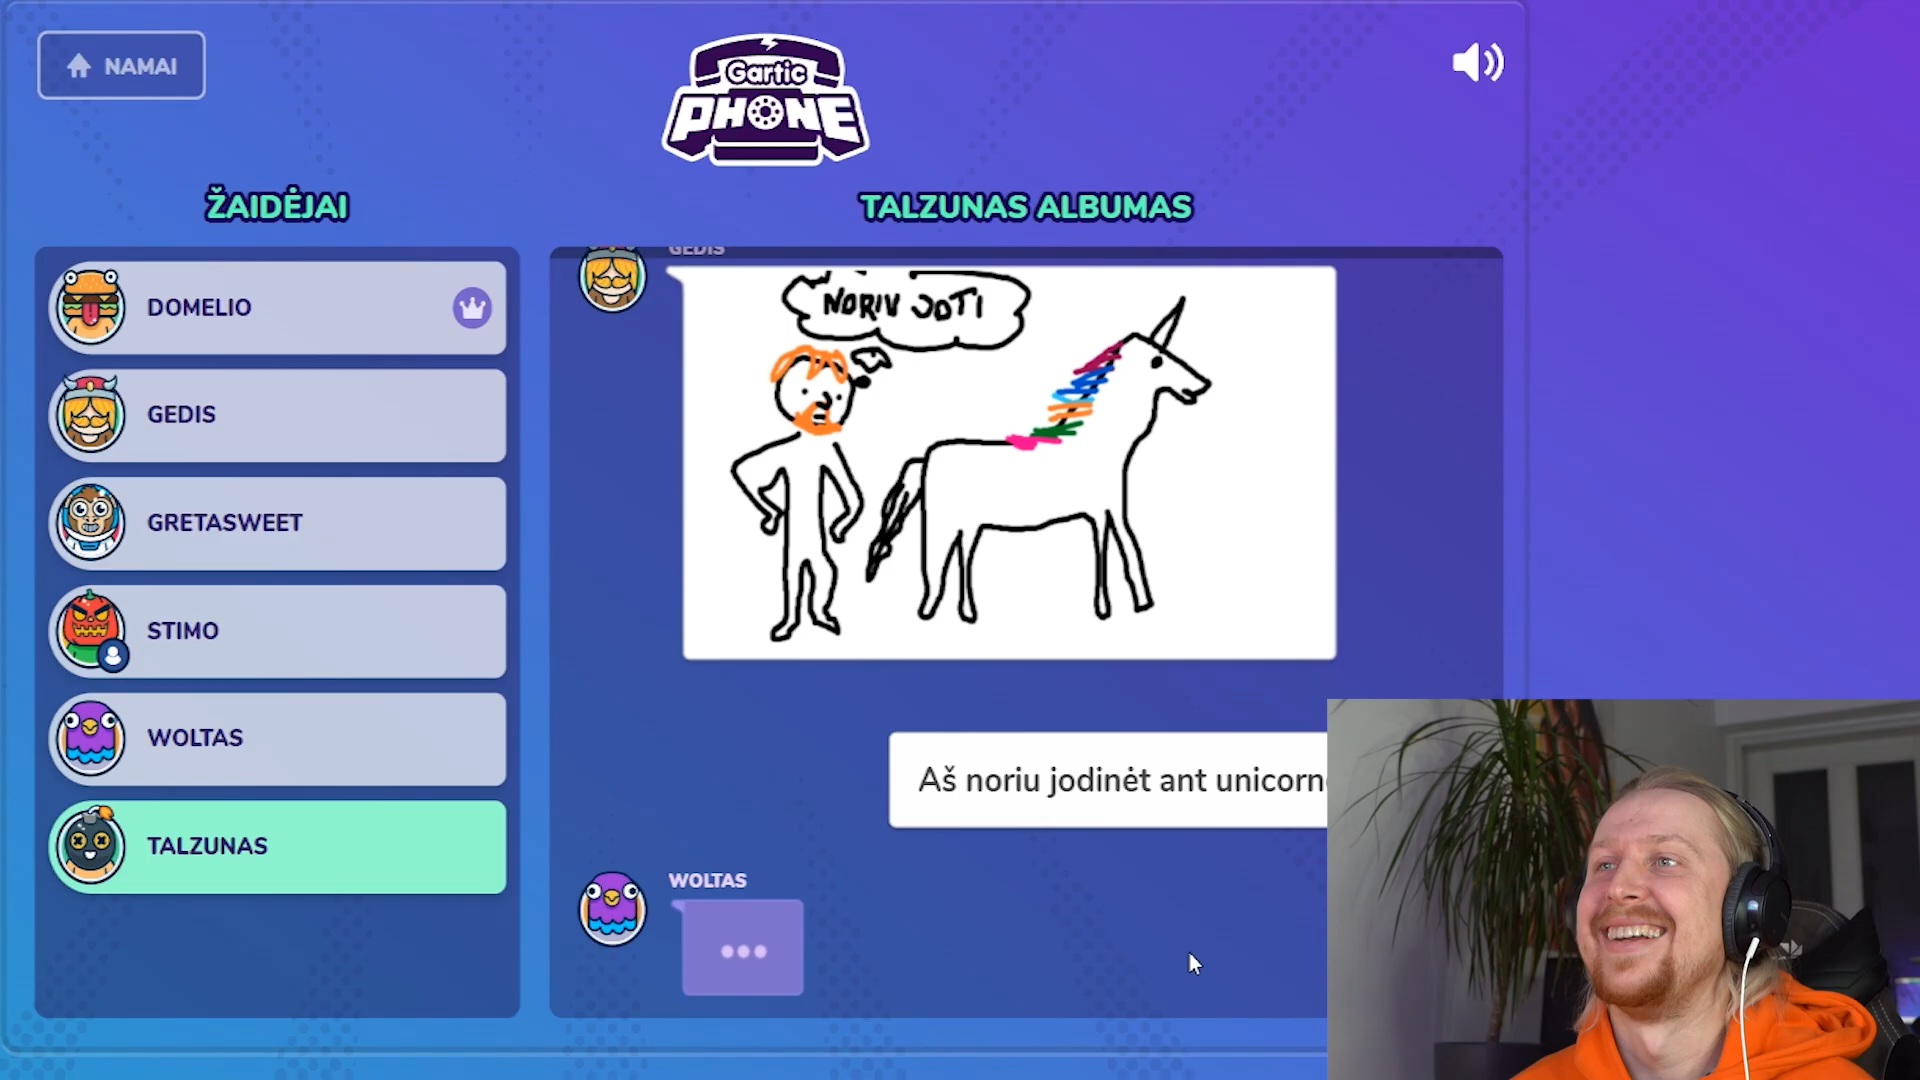 NAMAI
Gartic
PHONE
ŽAIDĖJAI
TALZUNAS ALBUMAS
DOMELIO
GEDIS
GRETASWEET
STIMO
WOLTAS
TALZUNAS
GEDIS
NORIU JOTI
Aš noriu jodinėt ant unicorn
WOLTAS